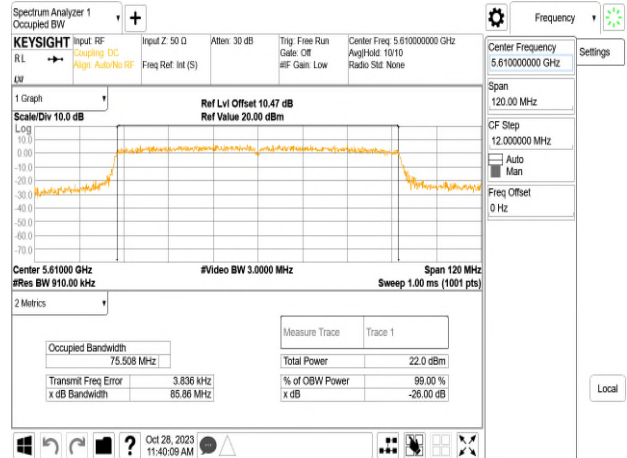 Spectrum Analyzer 1
Occupied BW
Frequency
KEYSIGHT
RL
Input: RF
Coupling: DC
Align: Auto/No RF
Input Z: 50 Ω
Freq Ref: Int (S)
Atten: 30 dB
Trig: Free Run
Gate: Off
#IF Gain: Low
Center Freq: 5.610000000 GHz
Avg|Hold: 10/10
Radio Std: None
Center Frequency
5.610000000 GHz
Settings
Span
120.00 MHz
CF Step
12.000000 MHz
Auto
Man
Freq Offset
0 Hz
Local
1 Graph
Scale/Div 10.0 dB
Ref Lvl Offset 10.47 dB
Ref Value 20.00 dBm
Log
10.0
0.00
-10.0
-20.0
-30.0
-40.0
-50.0
-60.0
-70.0
Center 5.61000 GHz
#Res BW 910.00 kHz
#Video BW 3.0000 MHz
Span 120 MHz
Sweep 1.00 ms (1001 pts)
2 Metrics
Measure Trace Trace 1
Occupied Bandwidth
75.508 MHz
Total Power 22.0 dBm
Transmit Freq Error 3.836 kHz
% of OBW Power 99.00 %
x dB Bandwidth 85.86 MHz
x dB -26.00 dB
Oct 28, 2023
11:40:09 AM